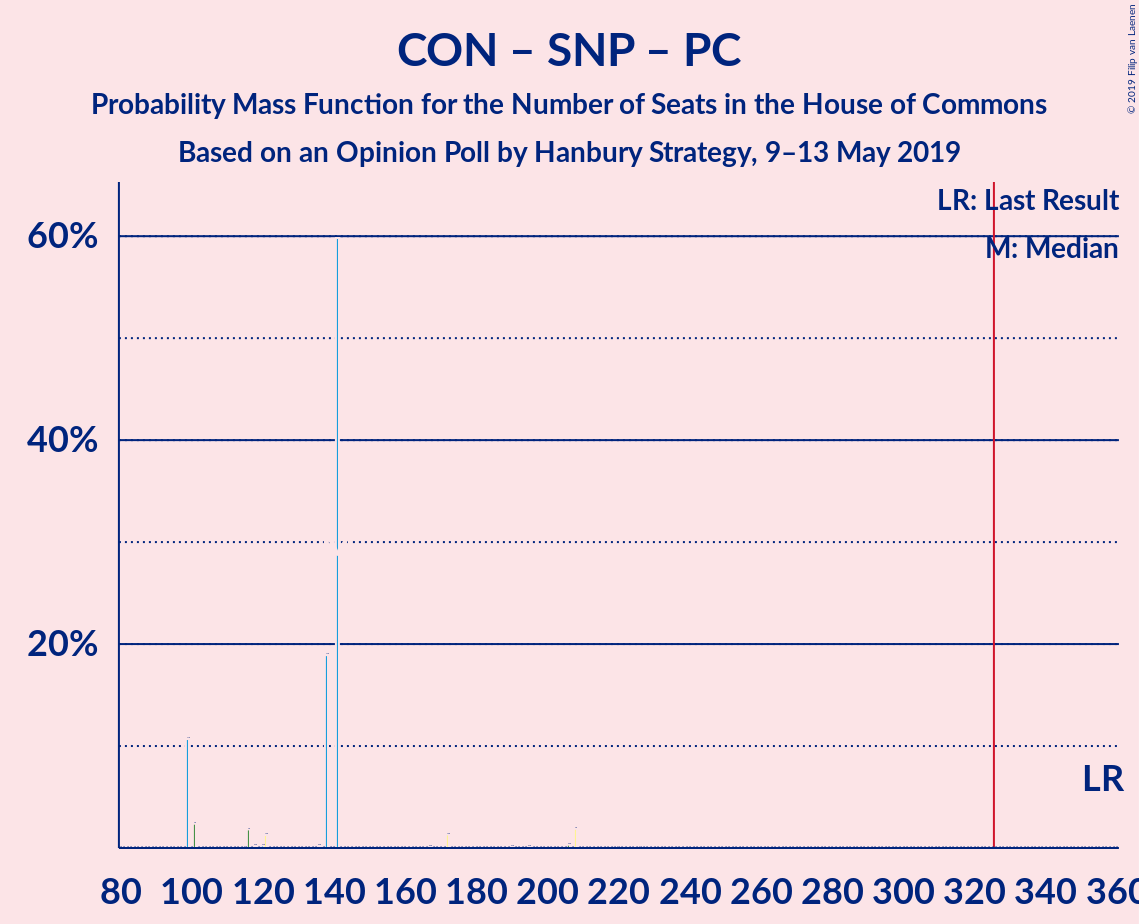 CON – SNP – PC
Probability Mass Function for the Number of Seats in the House of Commons
Based on an Opinion Poll by Hanbury Strategy, 9–13 May 2019
© 2019 Filip van Laenen
LR: Last Result
M: Median
60%
40%
20%
LR
80 100 120 140 160 180 200 220 240 260 280 300 320 340 360